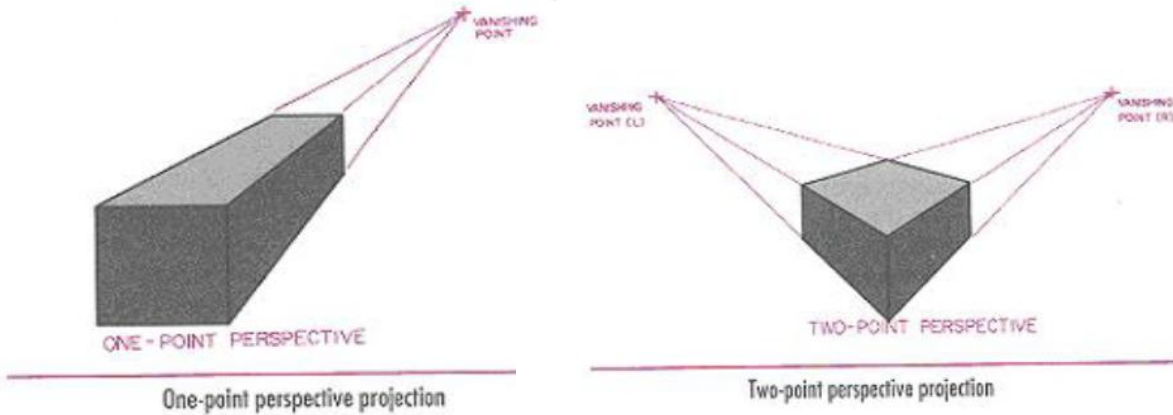 VANISHING
POINT
ONE-POINT PERSPECTIVE
One-point perspective projection
VANISHING
POINT (L)
VANISHING
POINT (R)
TWO-POINT PERSPECTIVE
Two-point perspective projection